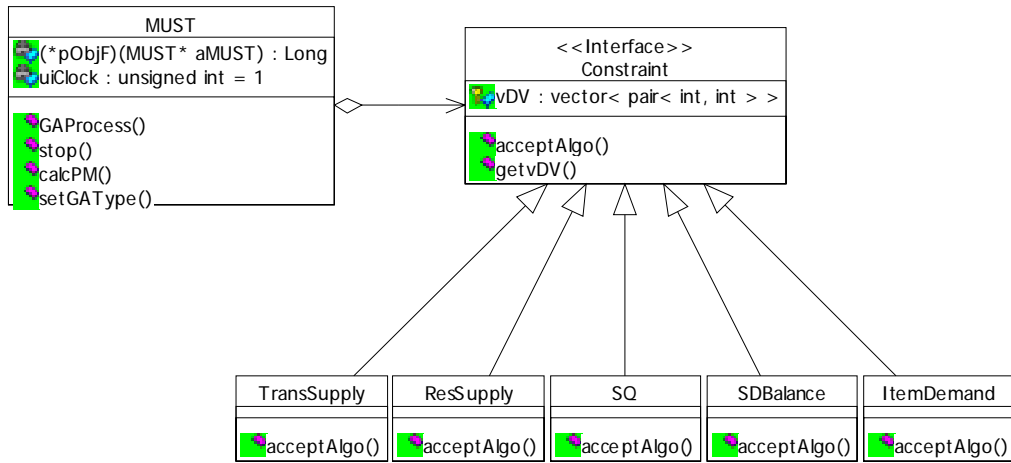 MUST
(*pObjF)(MUST* aMUST) : Long
uiClock : unsigned int = 1
GAProcess()
stop()
calcPM()
setGAType()
<<Interface>>
Constraint
vDV : vector< pair< int, int > >
acceptAlgo()
getvDV()
TransSupply
acceptAlgo()
ResSupply
acceptAlgo()
SQ
acceptAlgo()
SDBalance
acceptAlgo()
ItemDemand
acceptAlgo()